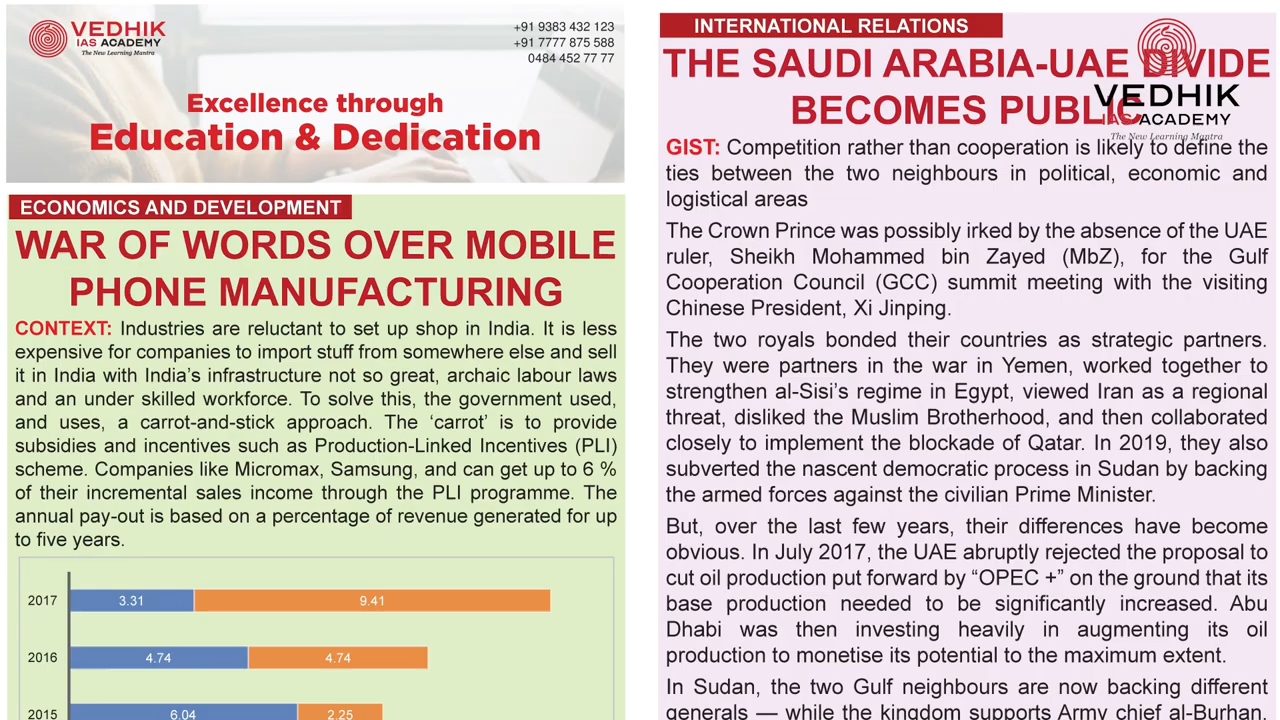 VEDHIK
IAS ACADEMY
The New Learning Mantra
+91 9383 432 123
+91 7777 875 588
0484 452 77 77
Excellence through
Education & Dedication
ECONOMICS AND DEVELOPMENT
WAR OF WORDS OVER MOBILE
PHONE MANUFACTURING
CONTEXT: Industries are reluctant to set up shop in India. It is less
expensive for companies to import stuff from somewhere else and sell
it in India with India's infrastructure not so great, archaic labour laws
and an under skilled workforce. To solve this, the government used,
and uses, a carrot-and-stick approach. The 'carrot' is to provide
subsidies and incentives such as Production-Linked Incentives (PLI)
scheme. Companies like Micromax, Samsung, and can get up to 6 %
of their incremental sales income through the PLI programme. The
annual pay-out is based on a percentage of revenue generated for up
to five years.
2017 3.31 9.41
2016 4.74 4.74
2015 6.04 2.25
INTERNATIONAL RELATIONS
THE SAUDI ARABIA-UAE DIVIDE
BECOMES PUBLIC
VEDHIK
IAS ACADEMY
The New Learning Mantra
GIST: Competition rather than cooperation is likely to define the
ties between the two neighbours in political, economic and
logistical areas
The Crown Prince was possibly irked by the absence of the UAE
ruler, Sheikh Mohammed bin Zayed (MbZ), for the Gulf
Cooperation Council (GCC) summit meeting with the visiting
Chinese President, Xi Jinping.
The two royals bonded their countries as strategic partners.
They were partners in the war in Yemen, worked together to
strengthen al-Sisi's regime in Egypt, viewed Iran as a regional
threat, disliked the Muslim Brotherhood, and then collaborated
closely to implement the blockade of Qatar. In 2019, they also
subverted the nascent democratic process in Sudan by backing
the armed forces against the civilian Prime Minister.
But, over the last few years, their differences have become
obvious. In July 2017, the UAE abruptly rejected the proposal to
cut oil production put forward by "OPEC +" on the ground that its
base production needed to be significantly increased. Abu
Dhabi was then investing heavily in augmenting its oil
production to monetise its potential to the maximum extent.
In Sudan, the two Gulf neighbours are now backing different
generals — while the kingdom supports Army chief al-Burhan,